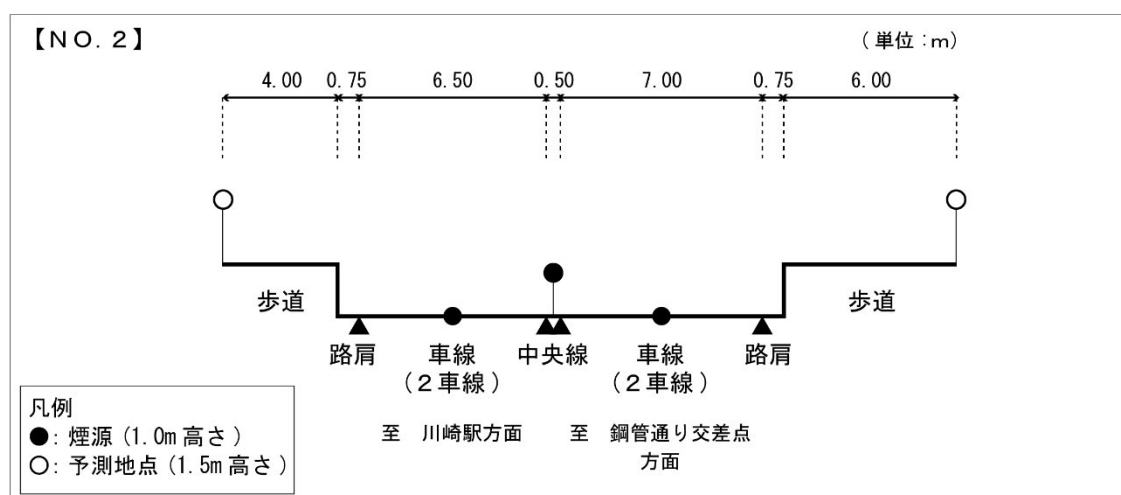 【NO.2】
(単位:m)
4.00 0.75 6.50 0.50 7.00 0.75 6.00
歩道
歩道
路肩 車線 中央線 車線 路肩
(2車線) (2車線)
至 川崎駅方面 至 鋼管通り交差点
方面
凡例
●:煙源(1.0m高さ)
○:予測地点(1.5m高さ)